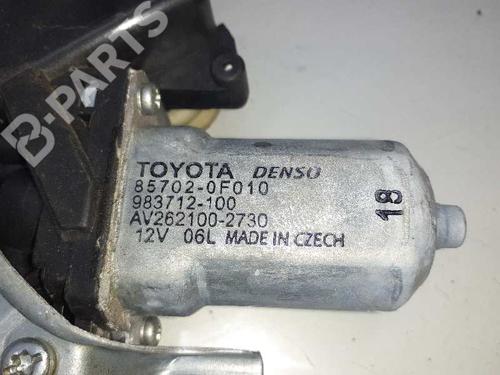 B-PARTS
TOYOTA DENSO
85702-0F010
983712-100
AV262100-2730
12V 06L MADE IN CZECH
18